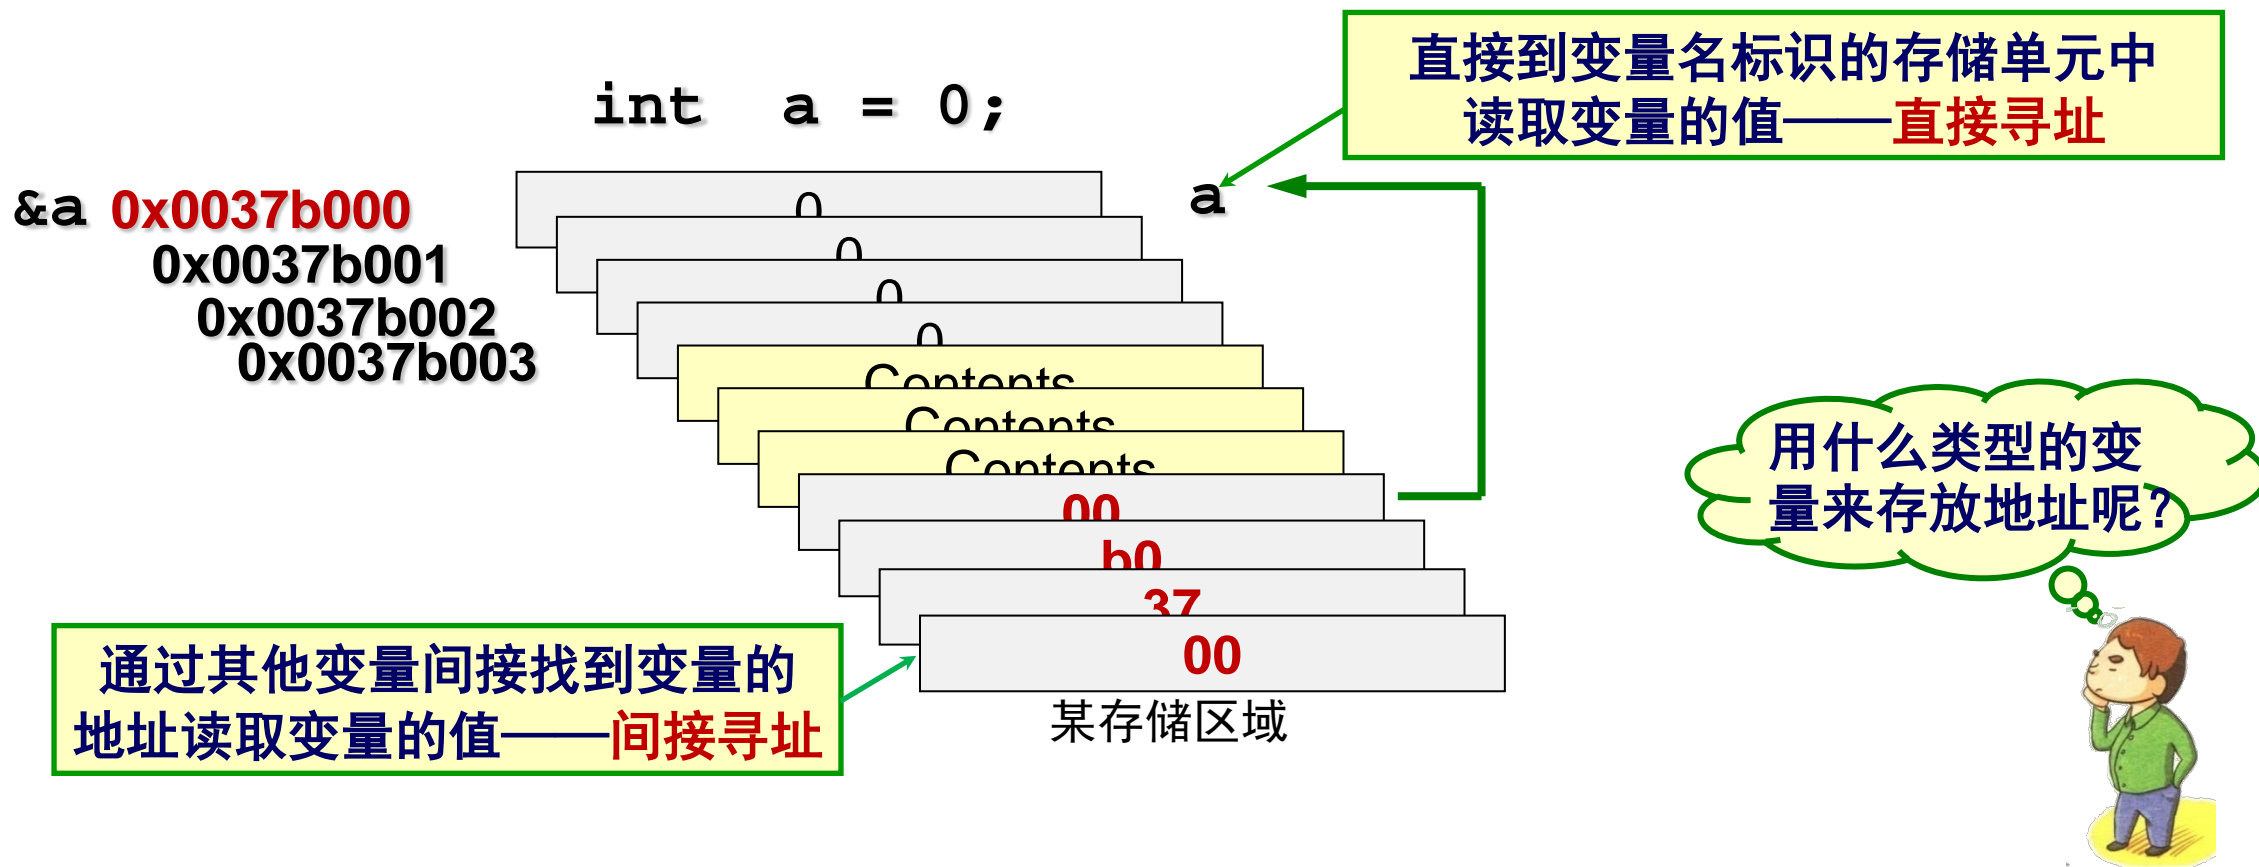 直接到变量名标识的存储单元中
读取变量的值——直接寻址
int a = 0;
&a 0x0037b000
0x0037b001
0x0037b002
0x0037b003
0
0
0
0
a
Contents
Contents
Contents
00
b0
37
00
某存储区域
用什么类型的变
量来存放地址呢?
通过其他变量间接找到变量的
地址读取变量的值——间接寻址